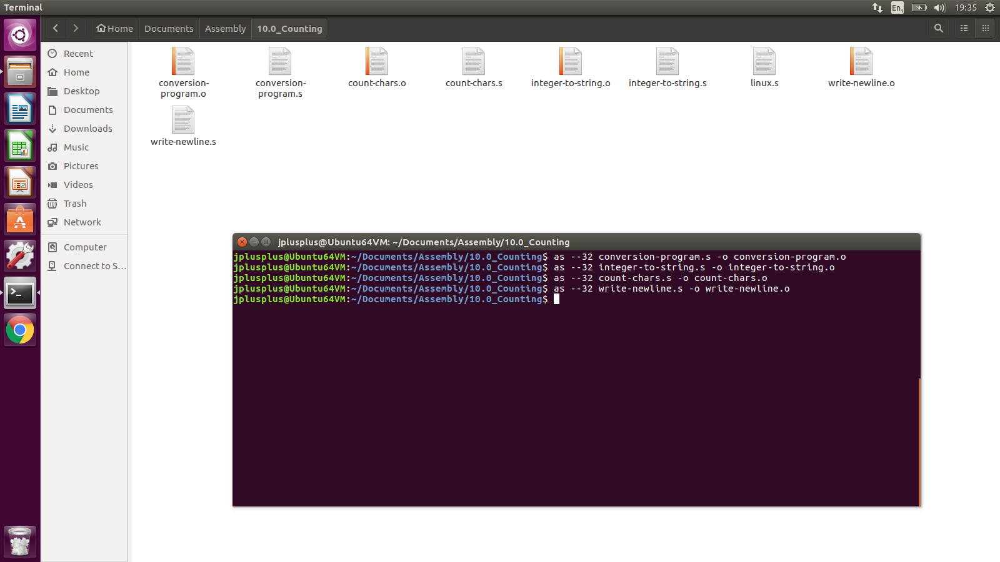 Terminal
En1
19:35
Home
Documents
Assembly
10.0_Counting
Recent
Home
Desktop
Documents
Downloads
Music
Pictures
Videos
Trash
Network
Computer
Connect to S...
conversion-
program.o
conversion-
program.s
count-chars.o
count-chars.s
integer-to-string.o
integer-to-string.s
linux.s
write-newline.o
write-newline.s
jplusplus@Ubuntu64VM: ~/Documents/Assembly/10.0_Counting
jplusplus@Ubuntu64VM:~/Documents/Assembly/10.0_Counting$ as --32 conversion-program.s -o conversion-program.o
jplusplus@Ubuntu64VM:~/Documents/Assembly/10.0_Counting$ as --32 integer-to-string.s -o integer-to-string.o
jplusplus@Ubuntu64VM:~/Documents/Assembly/10.0_Counting$ as --32 count-chars.s -o count-chars.o
jplusplus@Ubuntu64VM:~/Documents/Assembly/10.0_Counting$ as --32 write-newline.s -o write-newline.o
jplusplus@Ubuntu64VM:~/Documents/Assembly/10.0_Counting$